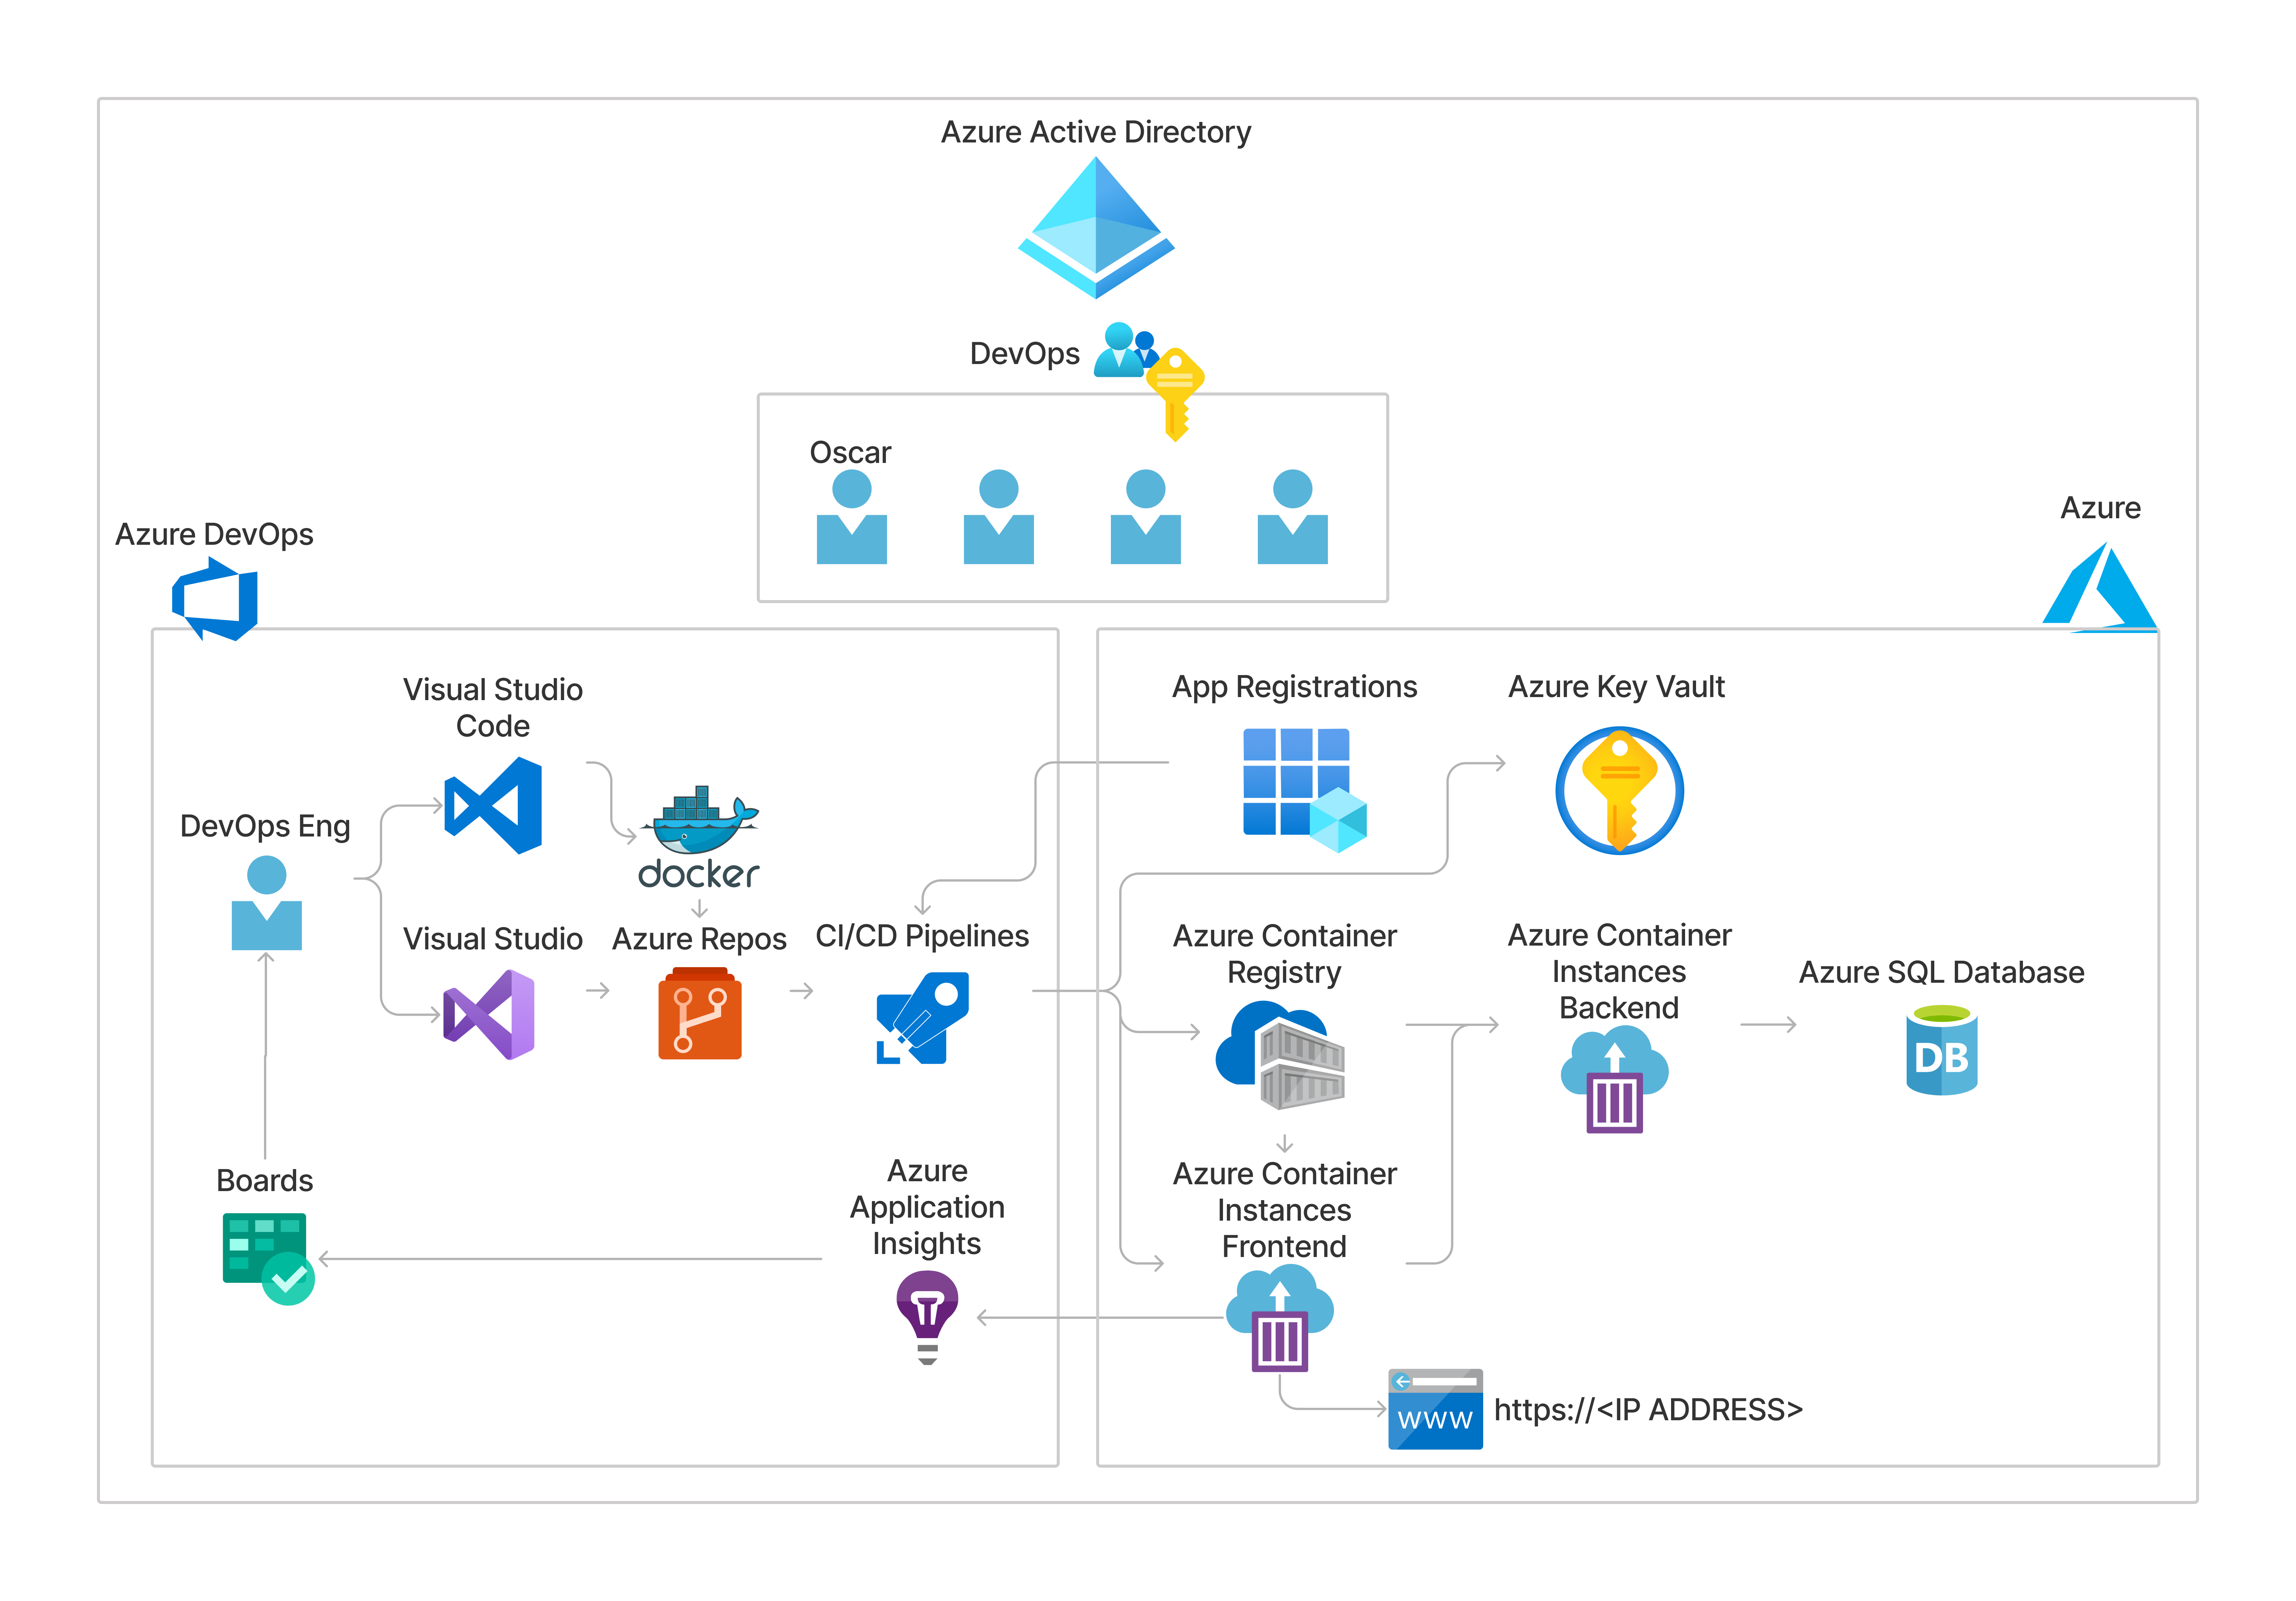 Azure Active Directory
DevOps
Oscar
Azure DevOps
Azure
Visual Studio
Code
DevOps Eng
docker
Visual Studio
Azure Repos
CI/CD Pipelines
Boards
Azure
Application
Insights
App Registrations
Azure Key Vault
Azure Container
Registry
Azure Container
Instances
Backend
Azure SQL Database
DB
Azure Container
Instances
Frontend
WWW
https://<IP ADDRESS>